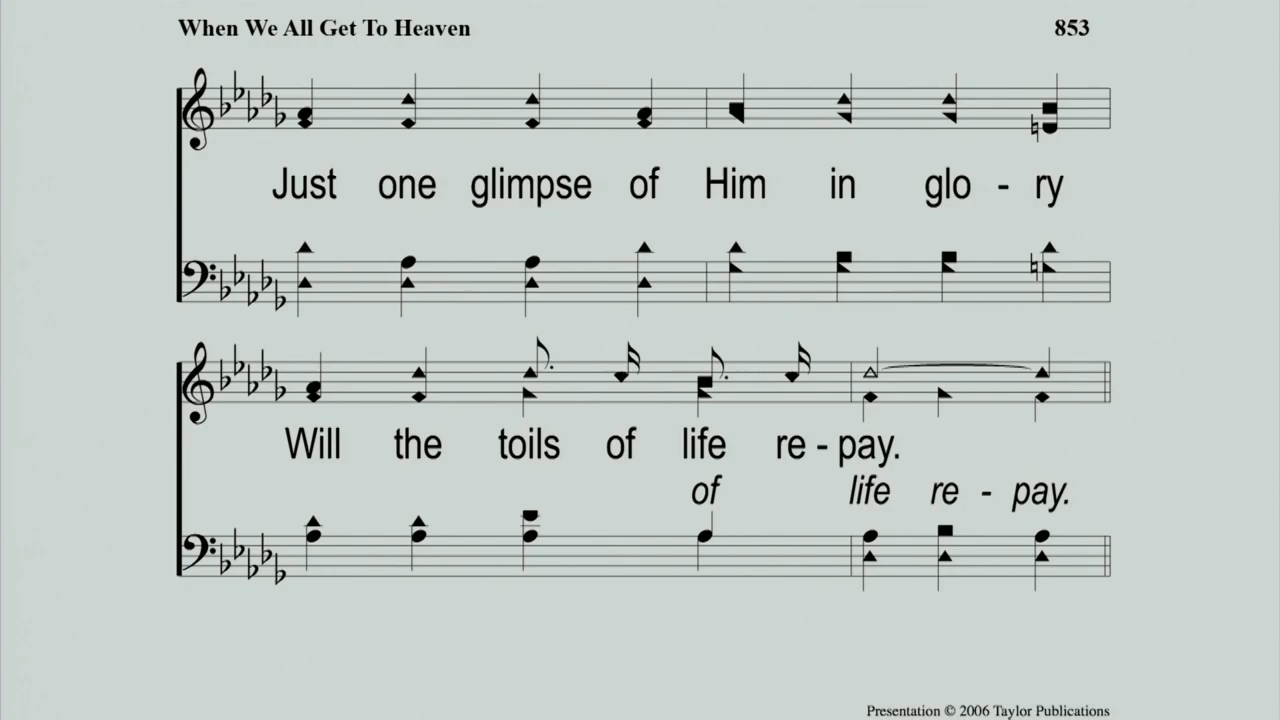 When We All Get To Heaven 853
Just one glimpse of Him in glo - ry
Will the toils of life re - pay.
of life re - pay.
Presentation © 2006 Taylor Publications